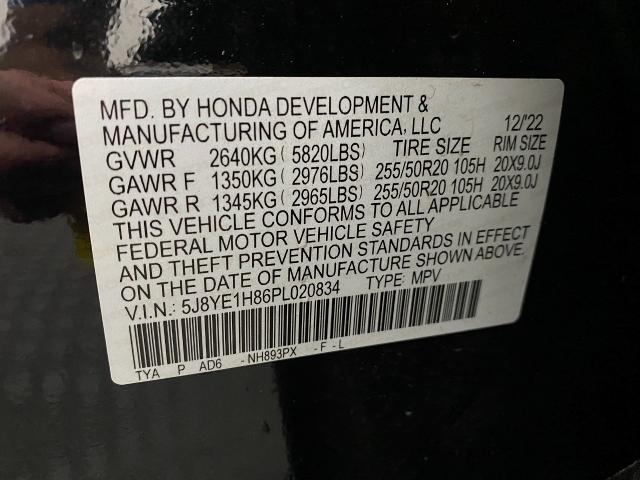 MFD. BY HONDA DEVELOPMENT &
MANUFACTURING OF AMERICA, LLC 12/'22
GVWR 2640KG( 5820LBS) TIRE SIZE RIM SIZE
GAWR F 1350KG( 2976LBS) 255/50R20 105H 20X9.0J
GAWR R 1345KG( 2965LBS) 255/50R20 105H 20X9.0J
THIS VEHICLE CONFORMS TO ALL APPLICABLE
FEDERAL MOTOR VEHICLE SAFETY
AND THEFT PREVENTION STANDARDS IN EFFECT
ON THE DATE OF MANUFACTURE SHOWN ABOVE.
V.I.N.: 5J8YE1H86PL020834 TYPE: MPV
TYA P AD6 -NH893PX -F-L